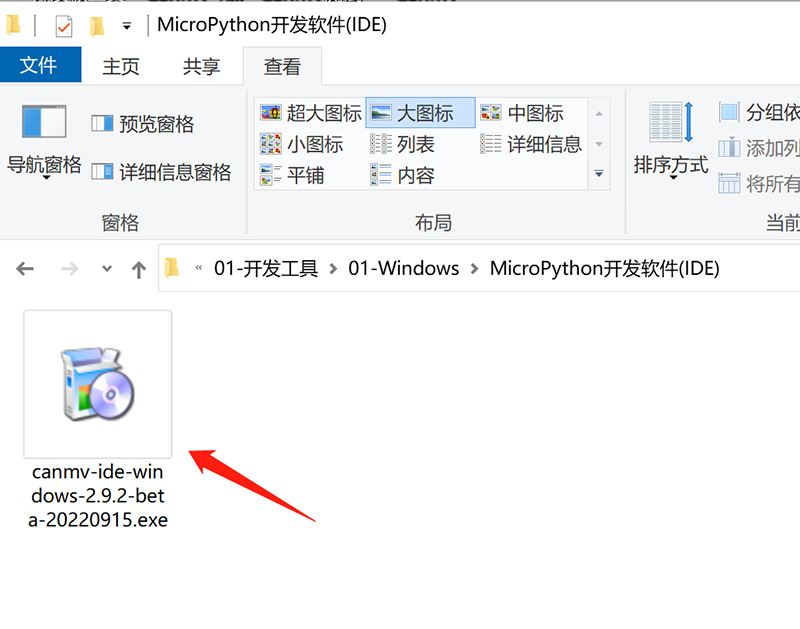 MicroPython开发软件(IDE)
文件 主页 共享 查看
导航窗格
预览窗格
详细信息窗格
窗格
超大图标 大图标 中图标
小图标 列表 详细信息
平铺 内容
布局
排序方式
分组依
添加列
将所有
当前
« 01-开发工具 > 01-Windows > MicroPython开发软件(IDE)
canmv-ide-win
dows-2.9.2-bet
a-20220915.exe